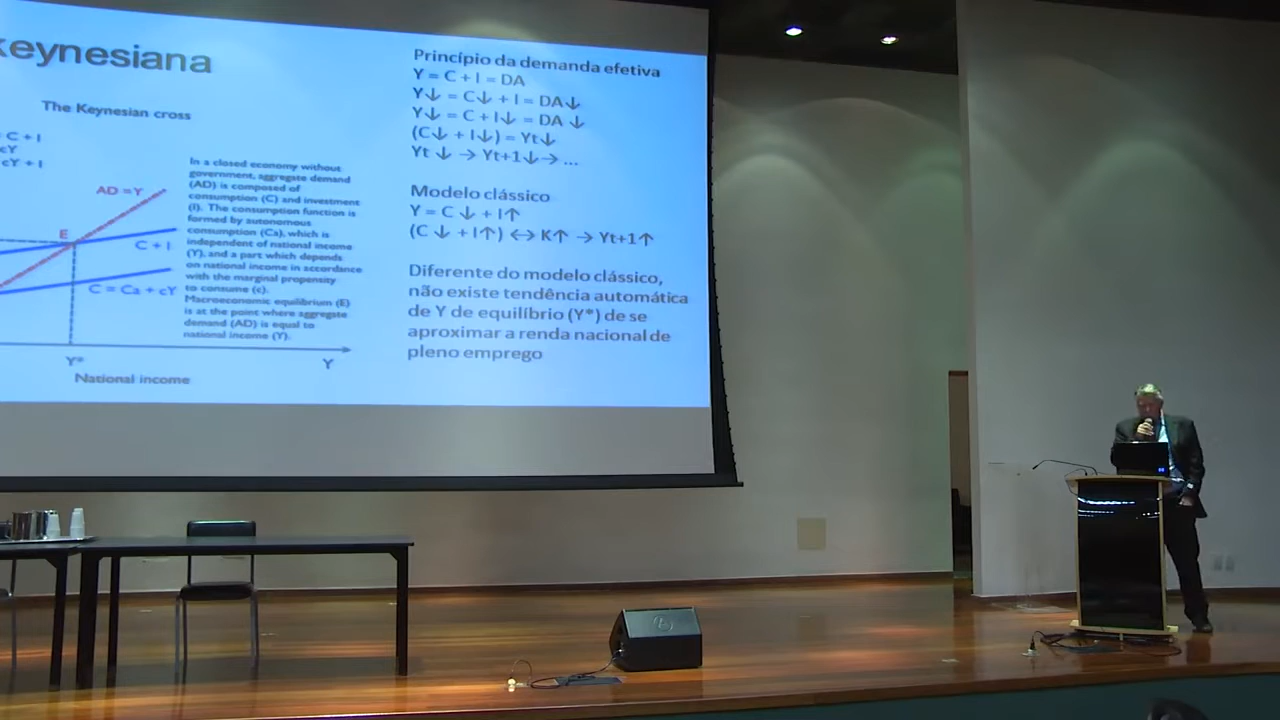 keynesiana
The Keynesian cross
= C + I
cY
cY + I
AD = Y
E
C + I
C = Ca + cY
Y*
Y
National income
In a closed economy without
government, aggregate demand
(AD) is composed of
consumption (C) and investment
(I). The consumption function is
formed by autonomous
consumption (Ca), which is
independent of national income
(Y), and a part which depends
on national income in accordance
with the marginal propensity
to consume (c).
Macroeconomic equilibrium (E)
is at the point where aggregate
demand (AD) is equal to
national income (Y).
Princípio da demanda efetiva
Y = C + I = DA
Y↓ = C↓ + I = DA↓
Y↓ = C + I↓ = DA ↓
(C↓ + I↓) = Yt↓
Yt ↓ → Yt+1↓→ ...
Modelo clássico
Y = C ↓ + I↑
(C ↓ + I↑) ↔ K↑ → Yt+1↑
Diferente do modelo clássico,
não existe tendência automática
de Y de equilíbrio (Y*) de se
aproximar a renda nacional de
pleno emprego